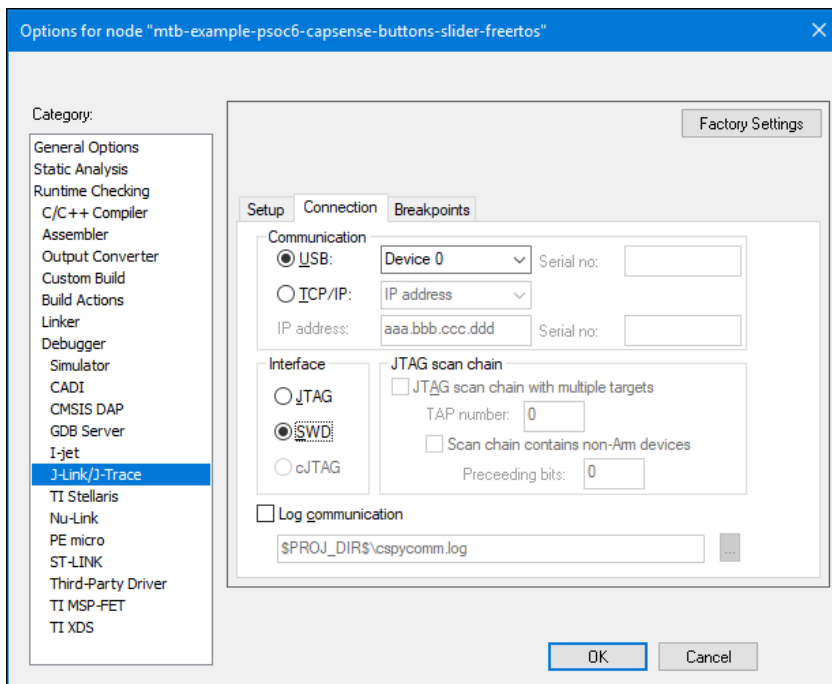 Options for node "mtb-example-psoc6-capsense-buttons-slider-freertos"
Category:
General Options
Static Analysis
Runtime Checking
C/C++ Compiler
Assembler
Output Converter
Custom Build
Build Actions
Linker
Debugger
Simulator
CADI
CMSIS DAP
GDB Server
I-jet
J-Link/J-Trace
TI Stellaris
Nu-Link
PE micro
ST-LINK
Third-Party Driver
TI MSP-FET
TI XDS
Factory Settings
Setup Connection Breakpoints
Communication
USB: Device 0 Serial no:
TCP/IP: IP address
IP address: aaa.bbb.ccc.ddd Serial no:
Interface
JTAG
SWD
cJTAG
JTAG scan chain
JTAG scan chain with multiple targets
TAP number: 0
Scan chain contains non-Arm devices
Preceeding bits: 0
Log communication
$PROJ_DIR$\cspycomm.log ...
OK Cancel